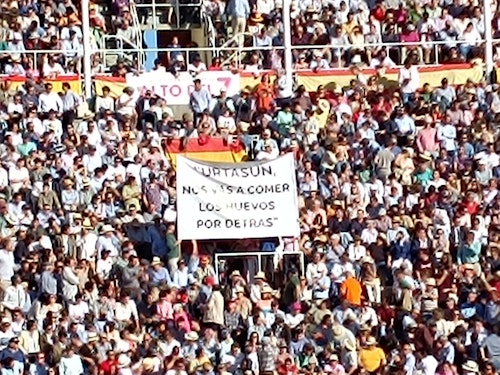 "URTASUN,
NOS VAS A COMER
LOS HUEVOS
POR DETRAS"